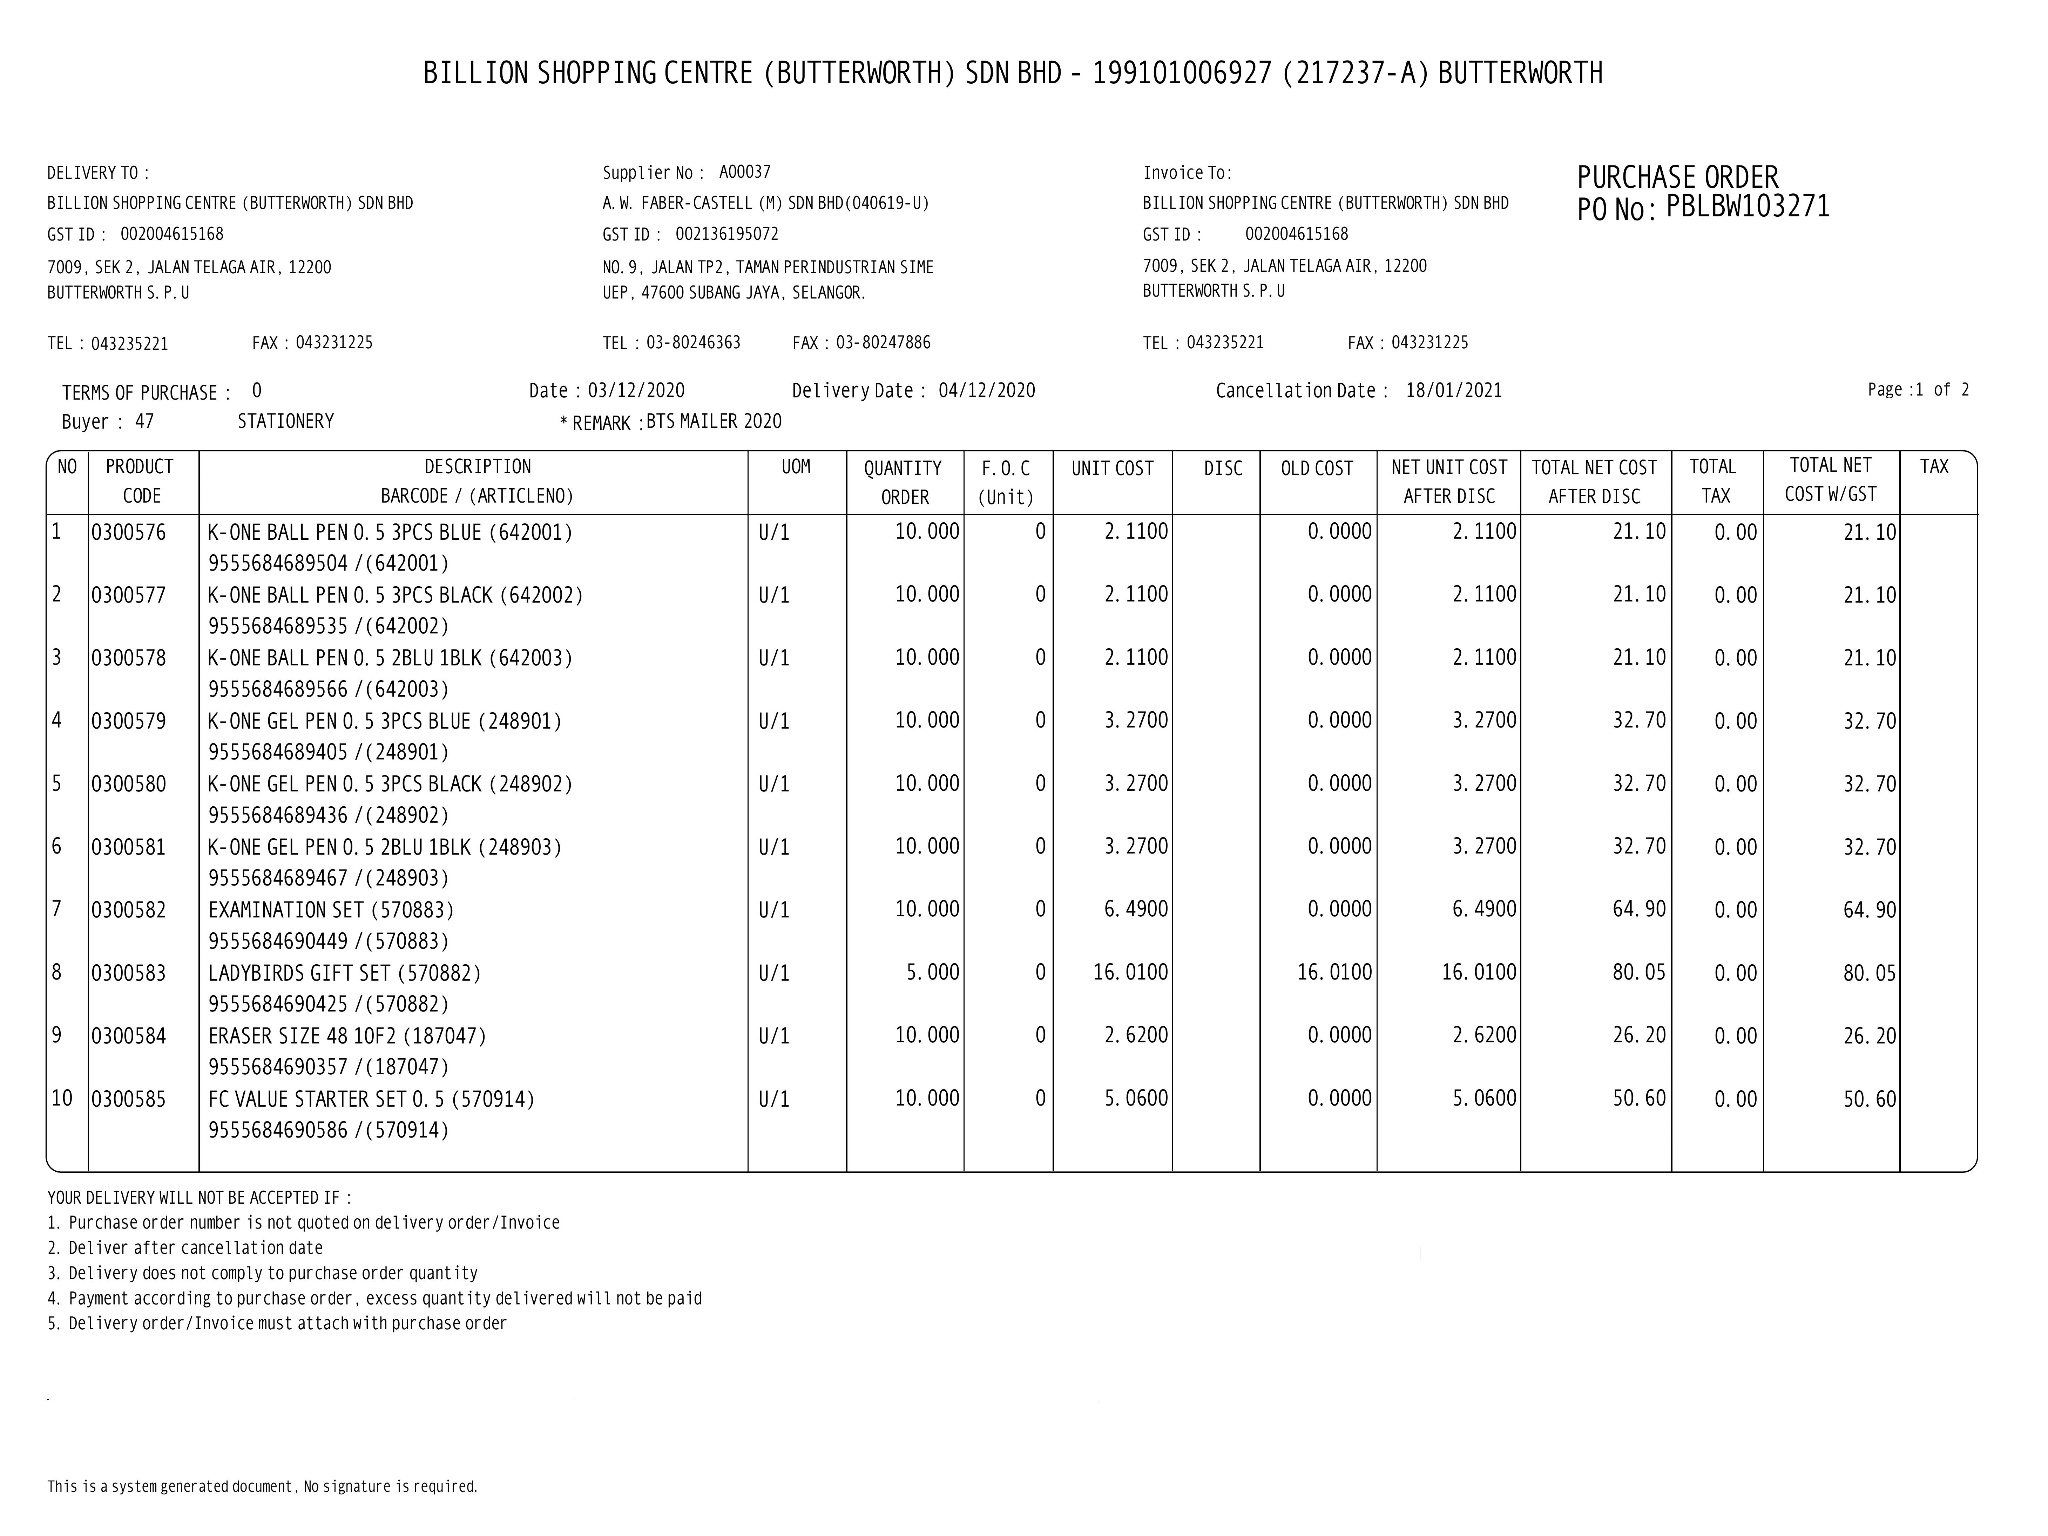 BILLION SHOPPING CENTRE (BUTTERWORTH) SDN BHD - 199101006927 (217237-A) BUTTERWORTH
DELIVERY TO :
BILLION SHOPPING CENTRE (BUTTERWORTH) SDN BHD
GST ID : 002004615168
7009, SEK 2, JALAN TELAGA AIR, 12200
BUTTERWORTH S.P.U
TEL : 043235221 FAX : 043231225
Supplier No : A00037
A.W. FABER-CASTELL (M) SDN BHD(040619-U)
GST ID : 002136195072
NO.9, JALAN TP2, TAMAN PERINDUSTRIAN SIME
UEP, 47600 SUBANG JAYA, SELANGOR.
TEL : 03-80246363 FAX : 03-80247886
Invoice To:
BILLION SHOPPING CENTRE (BUTTERWORTH) SDN BHD
GST ID : 002004615168
7009, SEK 2, JALAN TELAGA AIR, 12200
BUTTERWORTH S.P.U
TEL : 043235221 FAX : 043231225
PURCHASE ORDER
PO No: PBLBW103271
TERMS OF PURCHASE : 0 Date : 03/12/2020 Delivery Date : 04/12/2020 Cancellation Date : 18/01/2021 Page :1 of 2
Buyer : 47 STATIONERY * REMARK :BTS MAILER 2020
NO PRODUCT DESCRIPTION UOM QUANTITY F.O.C UNIT COST DISC OLD COST NET UNIT COST TOTAL NET COST TOTAL TOTAL NET TAX
CODE BARCODE / (ARTICLENO) ORDER (Unit) AFTER DISC AFTER DISC TAX COST W/GST
1 0300576 K-ONE BALL PEN 0.5 3PCS BLUE (642001) U/1 10.000 0 2.1100 0.0000 2.1100 21.10 0.00 21.10
9555684689504 /(642001)
2 0300577 K-ONE BALL PEN 0.5 3PCS BLACK (642002) U/1 10.000 0 2.1100 0.0000 2.1100 21.10 0.00 21.10
9555684689535 /(642002)
3 0300578 K-ONE BALL PEN 0.5 2BLU 1BLK (642003) U/1 10.000 0 2.1100 0.0000 2.1100 21.10 0.00 21.10
9555684689566 /(642003)
4 0300579 K-ONE GEL PEN 0.5 3PCS BLUE (248901) U/1 10.000 0 3.2700 0.0000 3.2700 32.70 0.00 32.70
9555684689405 /(248901)
5 0300580 K-ONE GEL PEN 0.5 3PCS BLACK (248902) U/1 10.000 0 3.2700 0.0000 3.2700 32.70 0.00 32.70
9555684689436 /(248902)
6 0300581 K-ONE GEL PEN 0.5 2BLU 1BLK (248903) U/1 10.000 0 3.2700 0.0000 3.2700 32.70 0.00 32.70
9555684689467 /(248903)
7 0300582 EXAMINATION SET (570883) U/1 10.000 0 6.4900 0.0000 6.4900 64.90 0.00 64.90
9555684690449 /(570883)
8 0300583 LADYBIRDS GIFT SET (570882) U/1 5.000 0 16.0100 16.0100 16.0100 80.05 0.00 80.05
9555684690425 /(570882)
9 0300584 ERASER SIZE 48 10F2 (187047) U/1 10.000 0 2.6200 0.0000 2.6200 26.20 0.00 26.20
9555684690357 /(187047)
10 0300585 FC VALUE STARTER SET 0.5 (570914) U/1 10.000 0 5.0600 0.0000 5.0600 50.60 0.00 50.60
9555684690586 /(570914)
YOUR DELIVERY WILL NOT BE ACCEPTED IF :
1. Purchase order number is not quoted on delivery order/Invoice
2. Deliver after cancellation date
3. Delivery does not comply to purchase order quantity
4. Payment according to purchase order, excess quantity delivered will not be paid
5. Delivery order/Invoice must attach with purchase order
This is a system generated document, No signature is required.